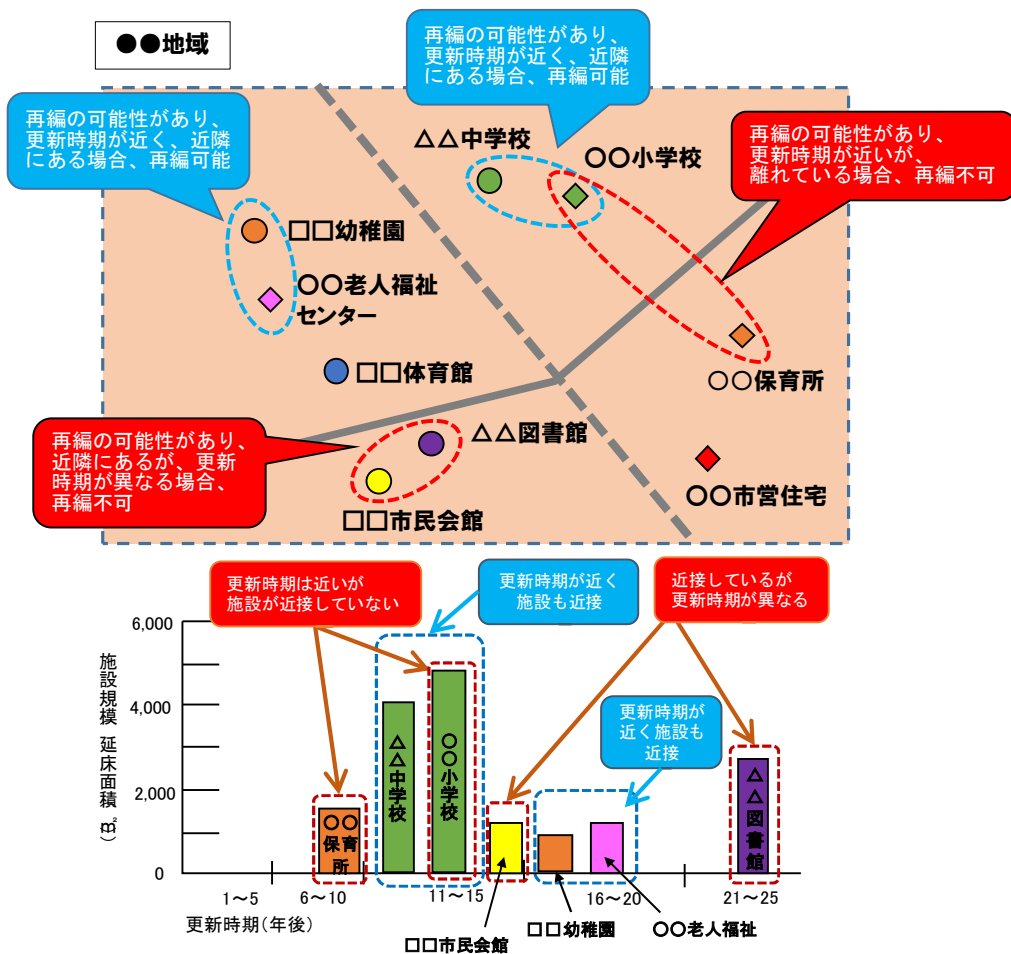 ●●地域
再編の可能性があり、
更新時期が近く、近隣
にある場合、再編可能
再編の可能性があり、
更新時期が近く、近隣
にある場合、再編可能
再編の可能性があり、
更新時期が近いが、
離れている場合、再編不可
△△中学校
〇〇小学校
□□幼稚園
〇〇老人福祉
センター
□□体育館
〇〇保育所
再編の可能性があり、
近隣にあるが、更新
時期が異なる場合、
再編不可
△△図書館
〇〇市営住宅
□□市民会館
更新時期は近いが
施設が近接していない
更新時期が近く
施設も近接
近接しているが
更新時期が異なる
更新時期が
近く施設も
近接
施設規模 延床面積（㎡）
6,000
4,000
2,000
0
〇〇
保育
所
△△中学校
〇〇小学校
△△図書館
1～5
6～10
11～15
16～20
21～25
更新時期(年後)
□□市民会館
□□幼稚園
〇〇老人福祉